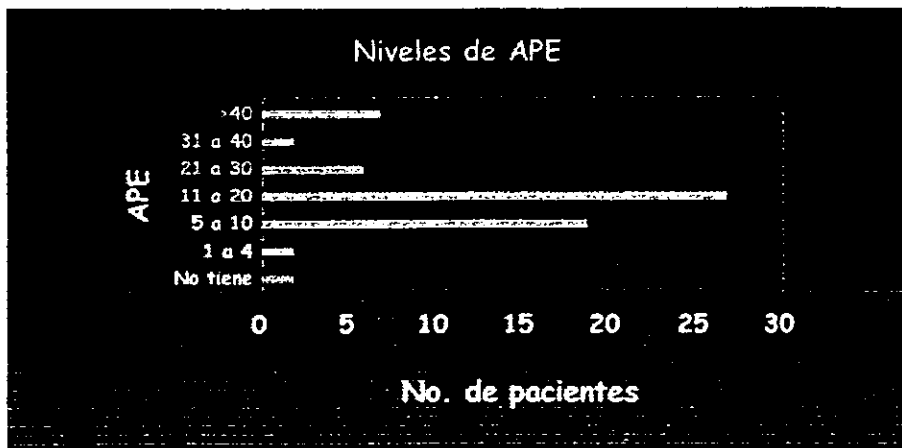 Niveles de APE
>40
31 a 40
21 a 30
11 a 20
5 a 10
1 a 4
No tiene
APE
0 5 10 15 20 25 30
No. de pacientes